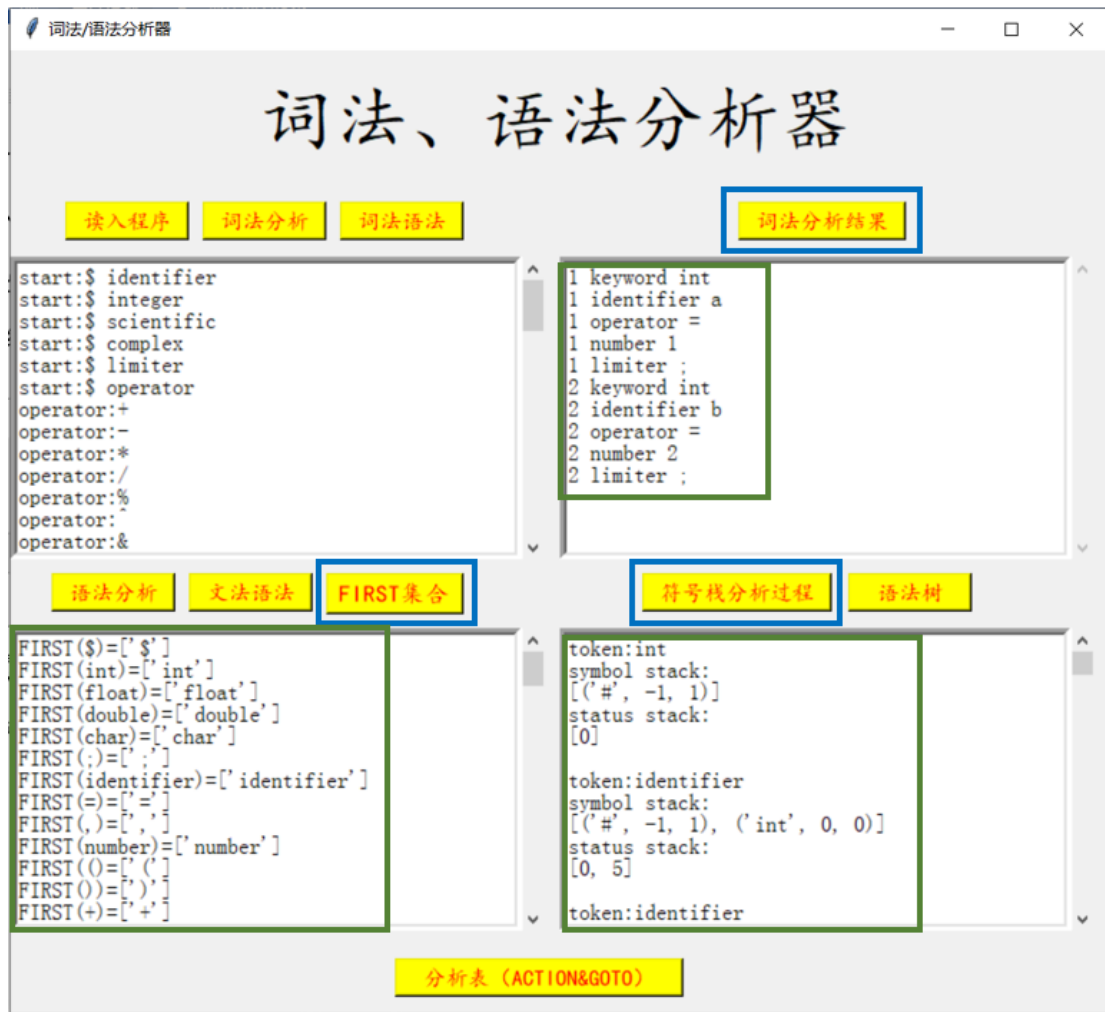 词法/语法分析器
词法、语法分析器
读入程序 词法分析 词法语法 词法分析结果
start:$ identifier
start:$ integer
start:$ scientific
start:$ complex
start:$ limiter
start:$ operator
operator:+
operator:-
operator:*
operator:/
operator:%
operator:^
operator:&
1 keyword int
1 identifier a
1 operator =
1 number 1
1 limiter ;
2 keyword int
2 identifier b
2 operator =
2 number 2
2 limiter ;
语法分析 文法语法 FIRST集合 符号栈分析过程 语法树
FIRST($)=['$']
FIRST(int)=['int']
FIRST(float)=['float']
FIRST(double)=['double']
FIRST(char)=['char']
FIRST(;)=[';']
FIRST(identifier)=['identifier']
FIRST(=)=['=']
FIRST(,)=[',']
FIRST(number)=['number']
FIRST(()=['(']
FIRST())=[')']
FIRST(+)=['+']
token:int
symbol stack:
[('#', -1, 1)]
status stack:
[0]
token:identifier
symbol stack:
[('#', -1, 1), ('int', 0, 0)]
status stack:
[0, 5]
token:identifier
分析表（ACTION&GOTO）